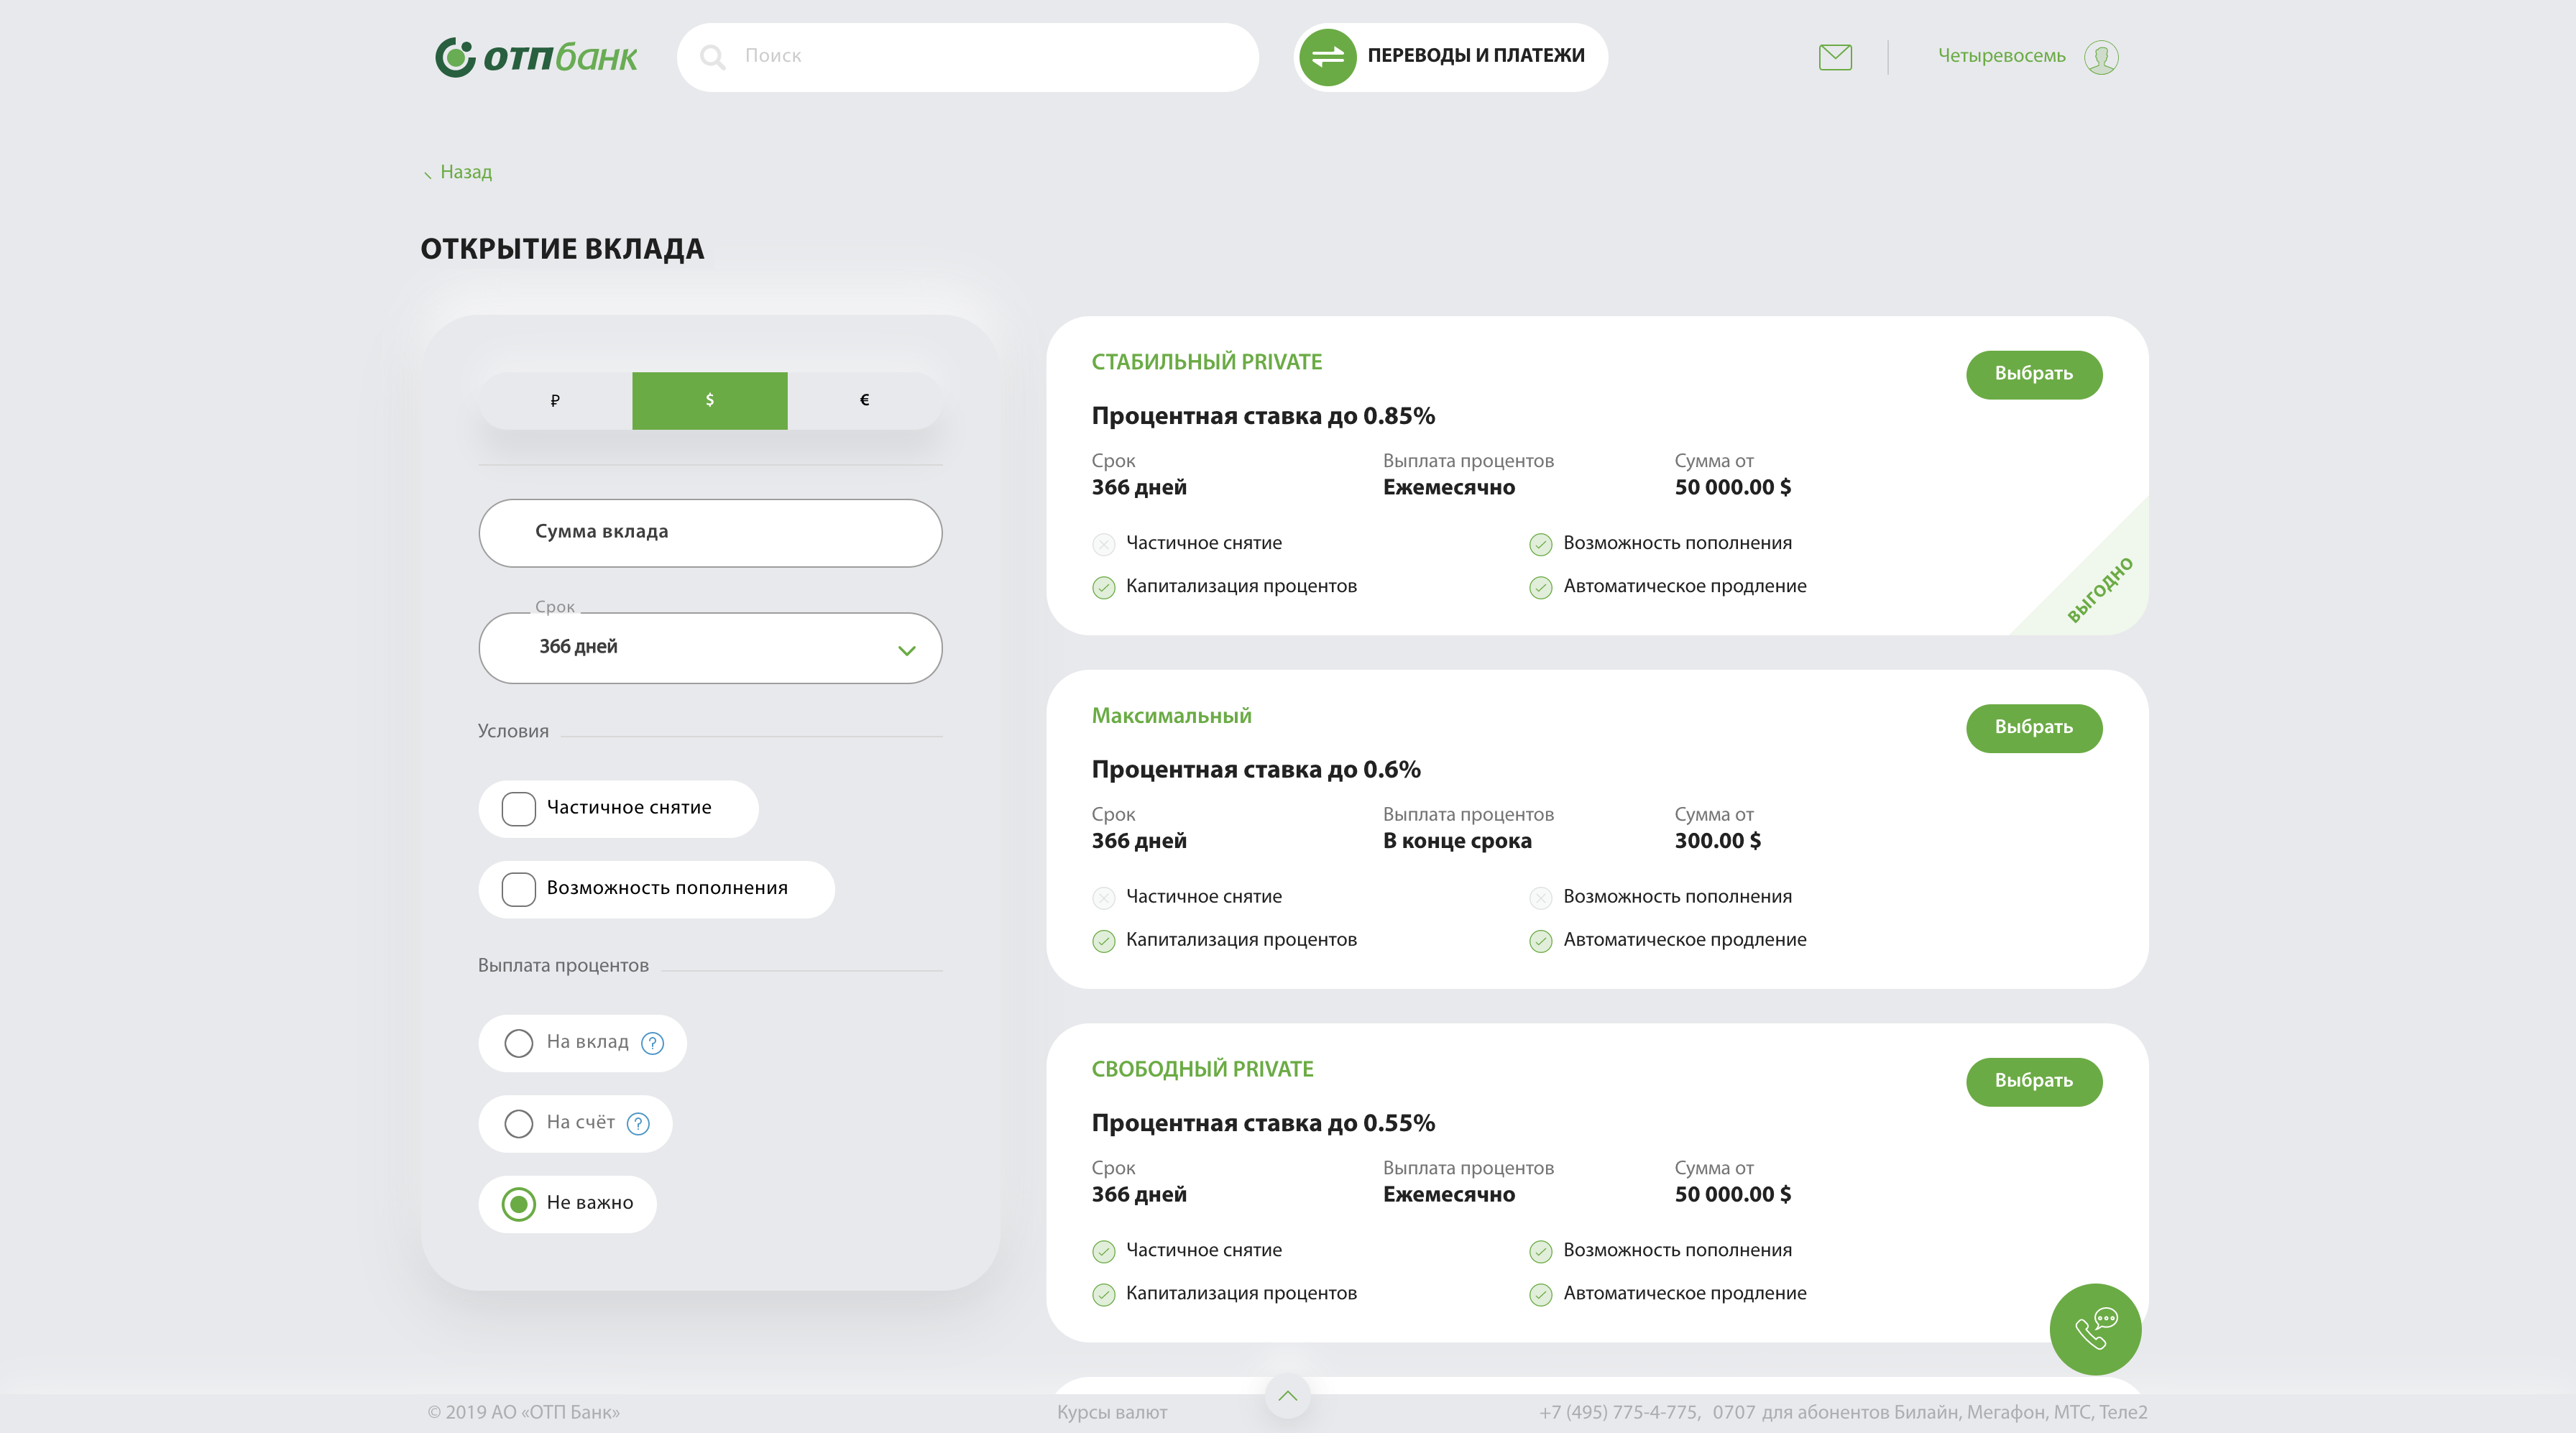 отпбанк
Поиск
ПЕРЕВОДЫ И ПЛАТЕЖИ
Четыревосемь
Назад
ОТКРЫТИЕ ВКЛАДА
₽ $ €
Сумма вклада
Срок
366 дней
Условия
Частичное снятие
Возможность пополнения
Выплата процентов
На вклад ?
На счёт ?
Не важно
СТАБИЛЬНЫЙ PRIVATE
Выбрать
Процентная ставка до 0.85%
Срок Выплата процентов Сумма от
366 дней Ежемесячно 50 000.00 $
Частичное снятие Возможность пополнения
Капитализация процентов Автоматическое продление
ВЫГОДНО
Максимальный
Выбрать
Процентная ставка до 0.6%
Срок Выплата процентов Сумма от
366 дней В конце срока 300.00 $
Частичное снятие Возможность пополнения
Капитализация процентов Автоматическое продление
СВОБОДНЫЙ PRIVATE
Выбрать
Процентная ставка до 0.55%
Срок Выплата процентов Сумма от
366 дней Ежемесячно 50 000.00 $
Частичное снятие Возможность пополнения
Капитализация процентов Автоматическое продление
© 2019 АО «ОТП Банк» Курсы валют +7 (495) 775-4-775, 0707 для абонентов Билайн, Мегафон, МТС, Теле2